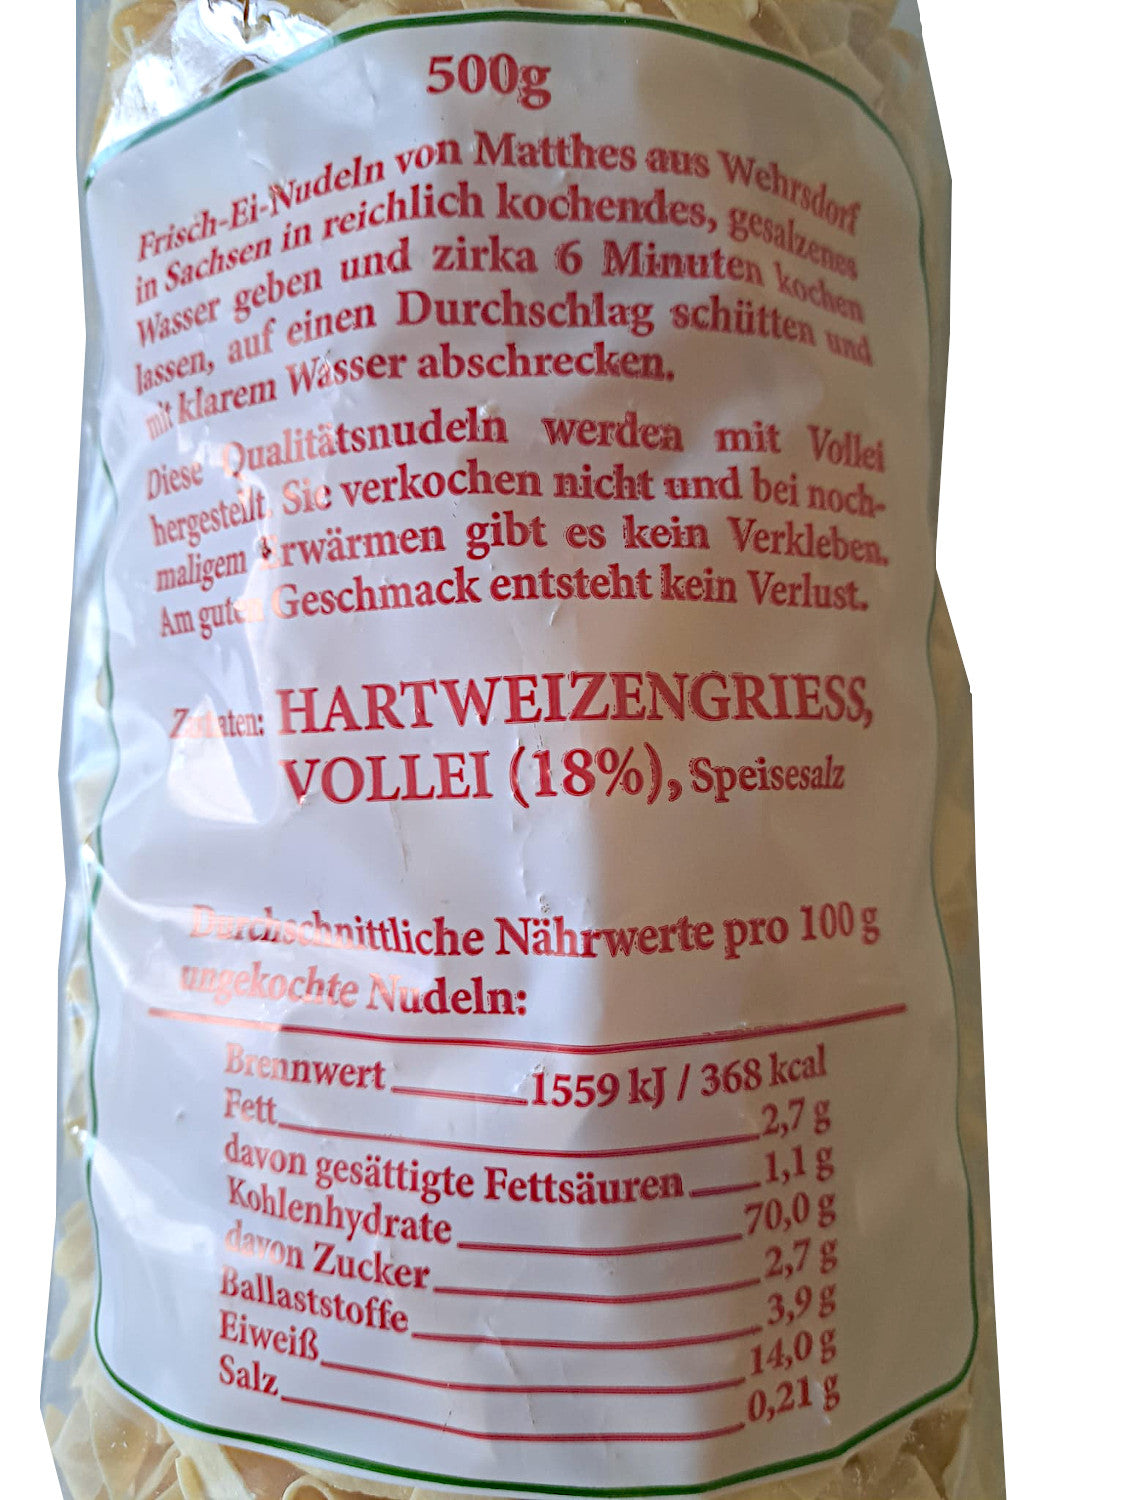 500g
Frisch-Ei-Nudeln von Matthes aus Wehrsdorf
in Sachsen in reichlich kochendes, gesalzenes
Wasser geben und zirka 6 Minuten kochen
lassen, auf einen Durchschlag schütten und
mit klarem Wasser abschrecken.
Diese Qualitätsnudeln werden mit Vollei
hergestellt. Sie verkochen nicht und bei noch-
maligem Erwärmen gibt es kein Verkleben.
Am guten Geschmack entsteht kein Verlust.
Zutaten: HARTWEIZENGRIESS,
VOLLEI (18%), Speisesalz
Durchschnittliche Nährwerte pro 100 g
ungekochte Nudeln:
Brennwert 1559 kJ / 368 kcal
Fett 2,7 g
davon gesättigte Fettsäuren 1,1 g
Kohlenhydrate 70,0 g
davon Zucker 2,7 g
Ballaststoffe 3,9 g
Eiweiß 14,0 g
Salz 0,21 g